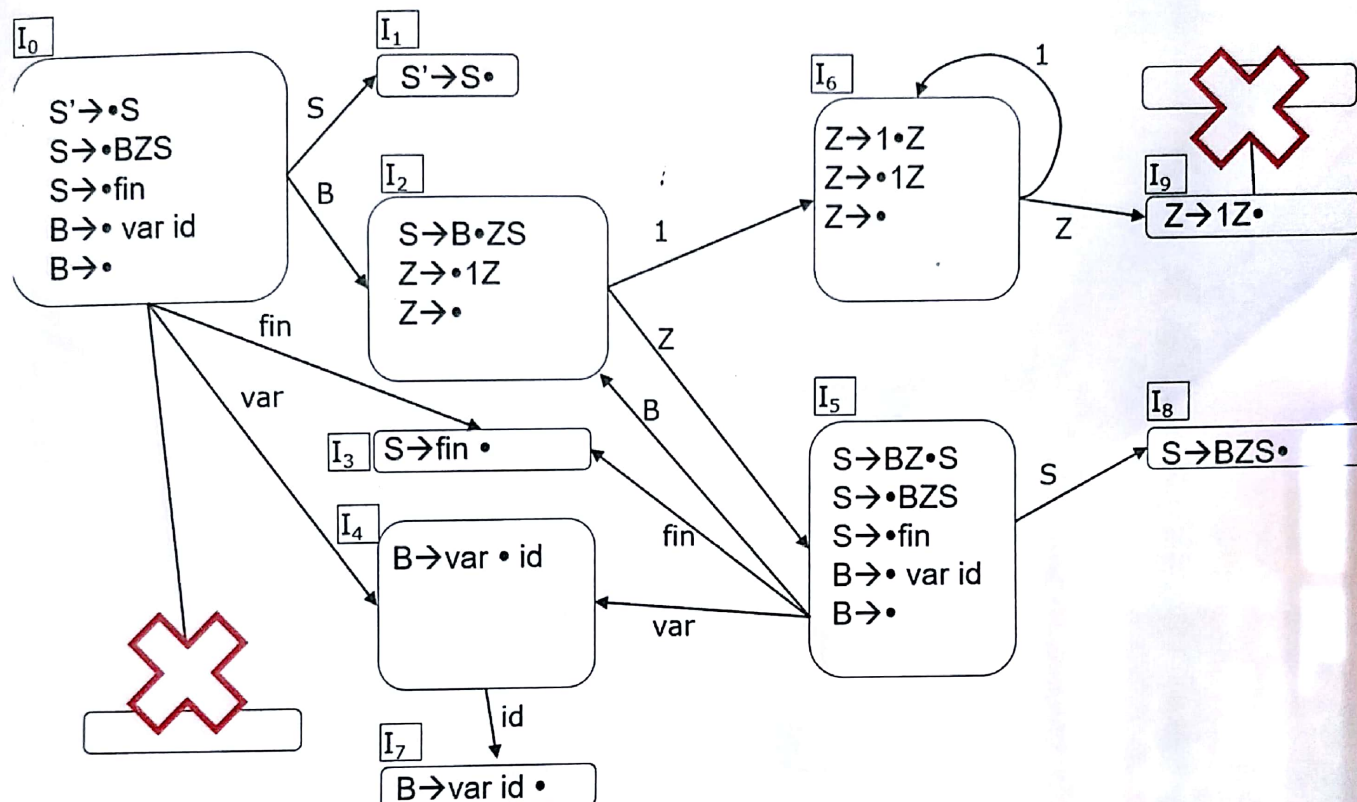 I₀
S'→•S
S→•BZS
S→•fin
B→• var id
B→•
S
B
fin
var
I₁
S'→S•
I₂
S→B•ZS
Z→•1Z
Z→•
1
Z
B
I₃
S→fin •
fin
I₄
B→var • id
var
id
I₇
B→var id •
I₆
Z→1•Z
Z→•1Z
Z→•
1
Z
I₉
Z→1Z•
I₅
S→BZ•S
S→•BZS
S→•fin
B→• var id
B→•
S
I₈
S→BZS•